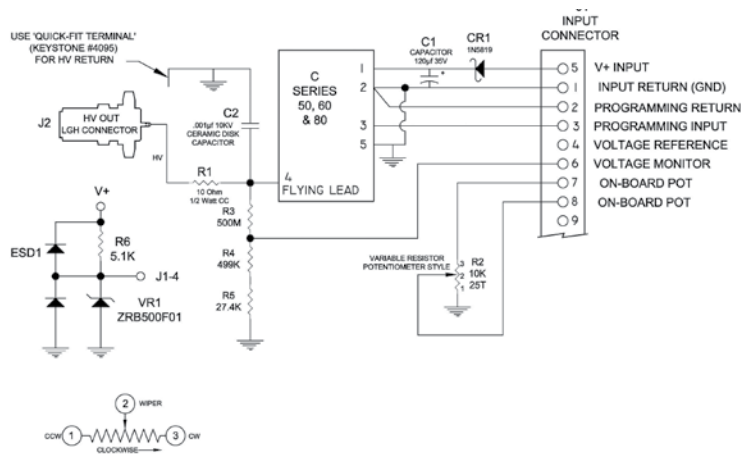 INPUT
CONNECTOR
USE 'QUICK-FIT TERMINAL'
(KEYSTONE #4095)
FOR HV RETURN
C1
CAPACITOR
120µf 35V
+
CR1
1N5819
C
SERIES
50, 60
& 80
1
2
3
5
4
FLYING LEAD
5 V+ INPUT
1 INPUT RETURN (GND)
2 PROGRAMMING RETURN
3 PROGRAMMING INPUT
4 VOLTAGE REFERENCE
6 VOLTAGE MONITOR
7 ON-BOARD POT
8 ON-BOARD POT
9
J2
HV OUT
LGH CONNECTOR
HV
C2
.001µf 10KV
CERAMIC DISK
CAPACITOR
R1
10 Ohm
1/2 Watt CC
R3
500M
R4
499K
R5
27.4K
V+
ESD1
R6
5.1K
J1-4
VR1
ZRB500F01
VARIABLE RESISTOR
POTENTIOMETER STYLE
3
2
1
R2
10K
25T
2 WIPER
CCW 1
3 CW
CLOCKWISE